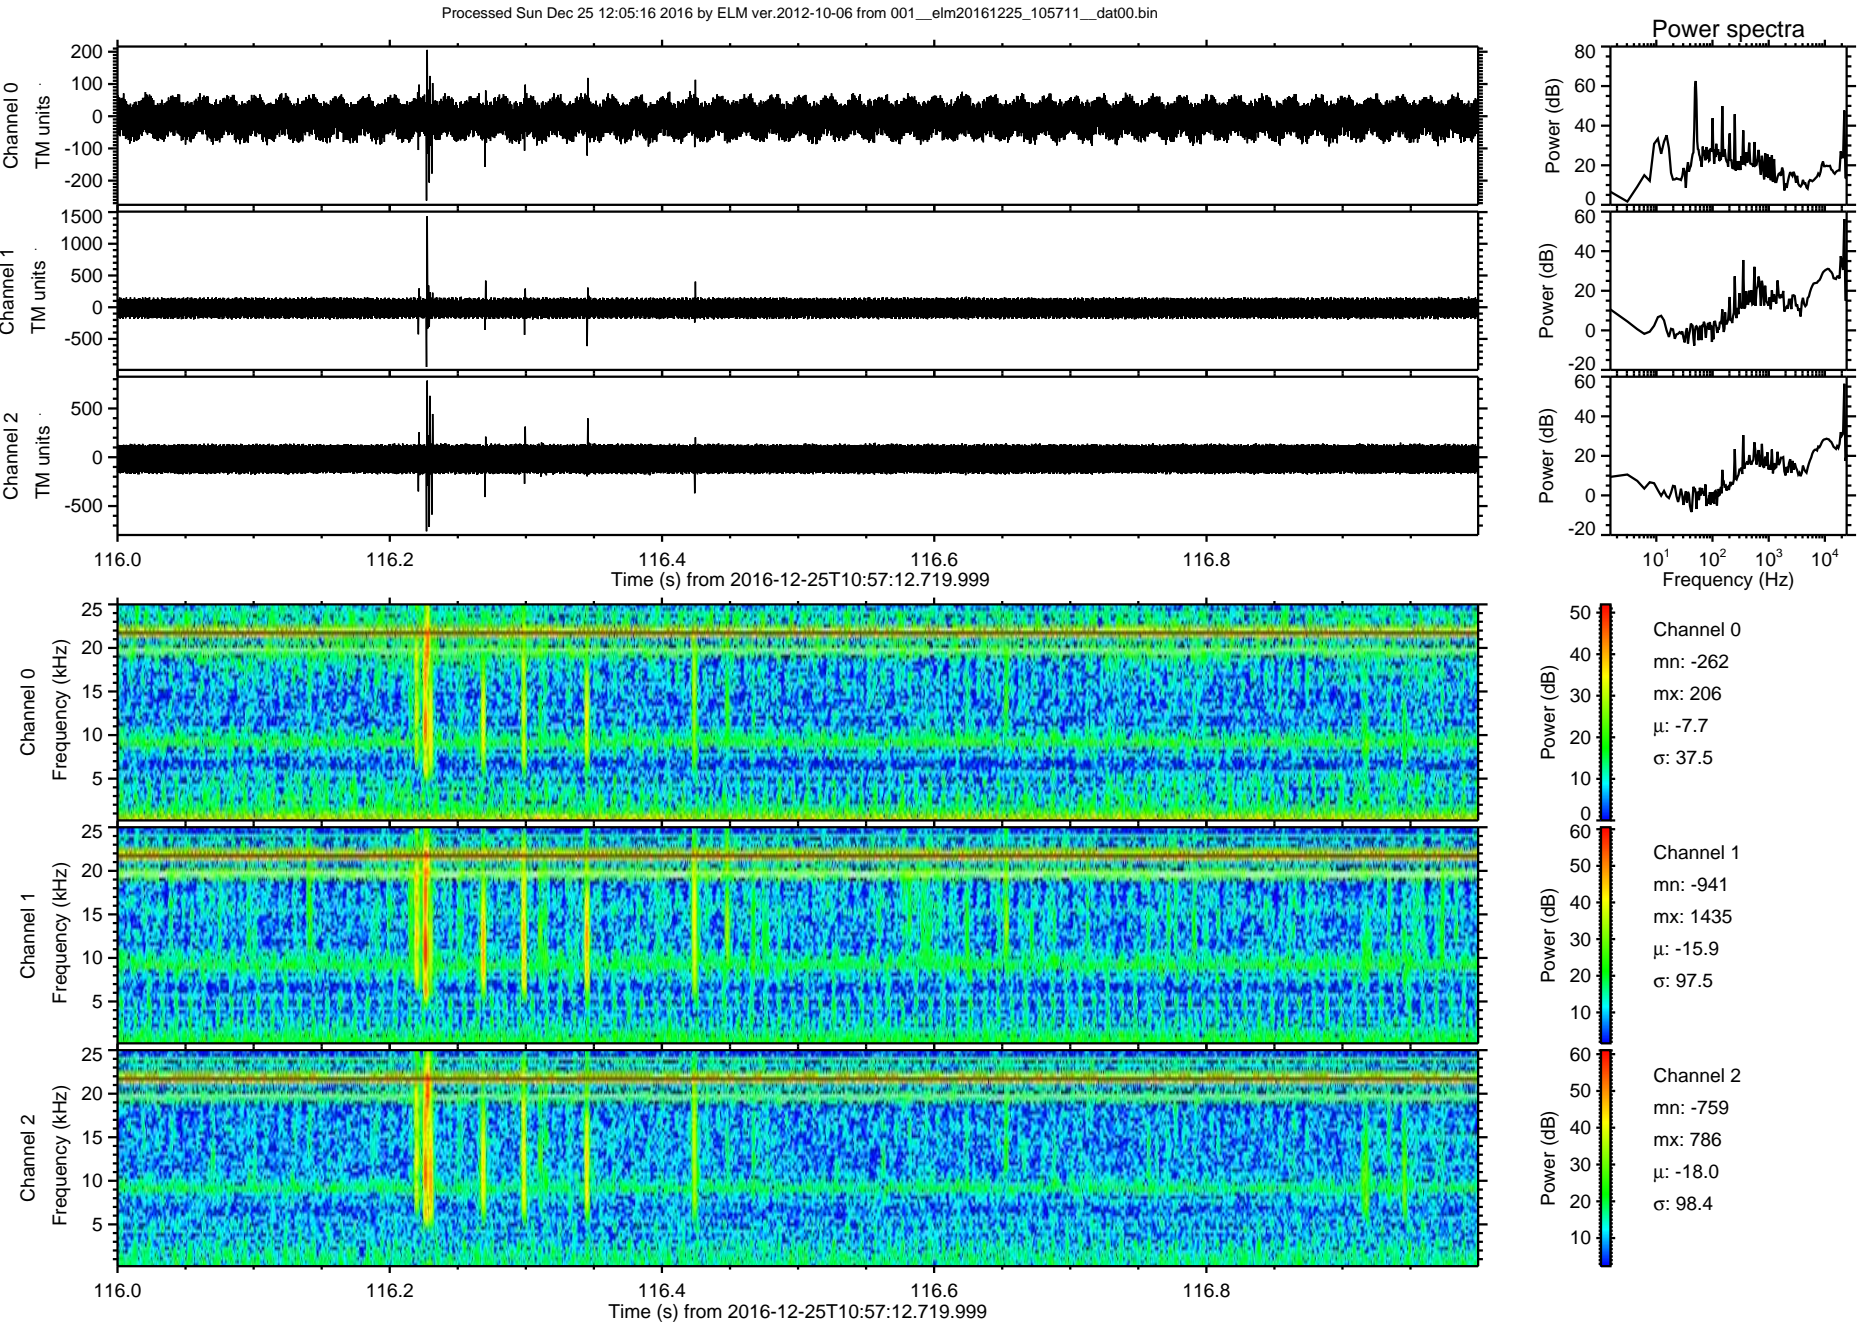 Processed Sun Dec 25 12:05:16 2016 by ELM ver.2012-10-06 from 001__elm20161225_105711__dat00.bin
Power spectra
Channel 0
TM units
200
100
0
-100
-200
Power (dB)
80
60
40
20
0
Channel 1
TM units
1500
1000
500
0
-500
Power (dB)
60
40
20
0
-20
Channel 2
TM units
500
0
-500
Power (dB)
60
40
20
0
-20
116.0 116.2 116.4 116.6 116.8
Time (s) from 2016-12-25T10:57:12.719.999
10^1 10^2 10^3 10^4
Frequency (Hz)
Channel 0
Frequency (kHz)
25
20
15
10
5
Power (dB)
50
40
30
20
10
0
Channel 0
mn: -262
mx: 206
μ: -7.7
σ: 37.5
Channel 1
Frequency (kHz)
25
20
15
10
5
Power (dB)
60
50
40
30
20
10
Channel 1
mn: -941
mx: 1435
μ: -15.9
σ: 97.5
Channel 2
Frequency (kHz)
25
20
15
10
5
Power (dB)
60
50
40
30
20
10
Channel 2
mn: -759
mx: 786
μ: -18.0
σ: 98.4
116.0 116.2 116.4 116.6 116.8
Time (s) from 2016-12-25T10:57:12.719.999